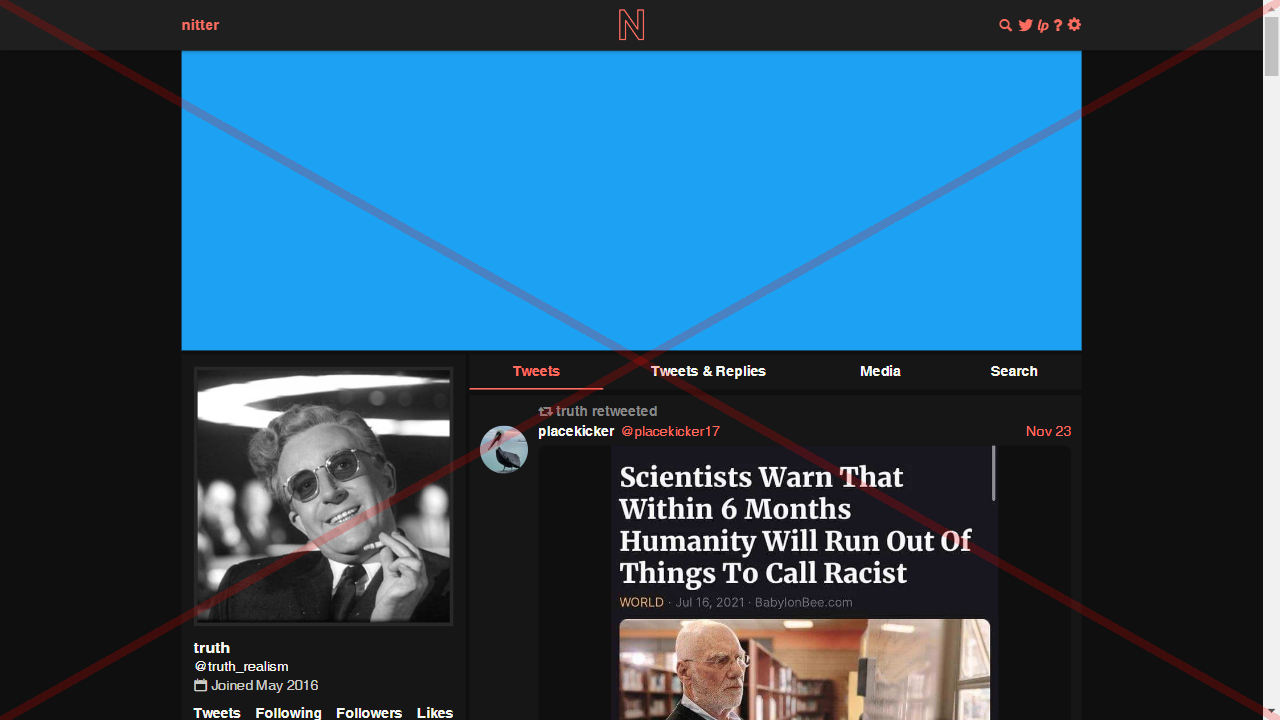 nitter
N
lp ?
Tweets
Tweets & Replies
Media
Search
truth retweeted
placekicker @placekicker17
Nov 23
Scientists Warn That
Within 6 Months
Humanity Will Run Out Of
Things To Call Racist
WORLD · Jul 16, 2021 · BabylonBee.com
truth
@truth_realism
Joined May 2016
Tweets Following Followers Likes